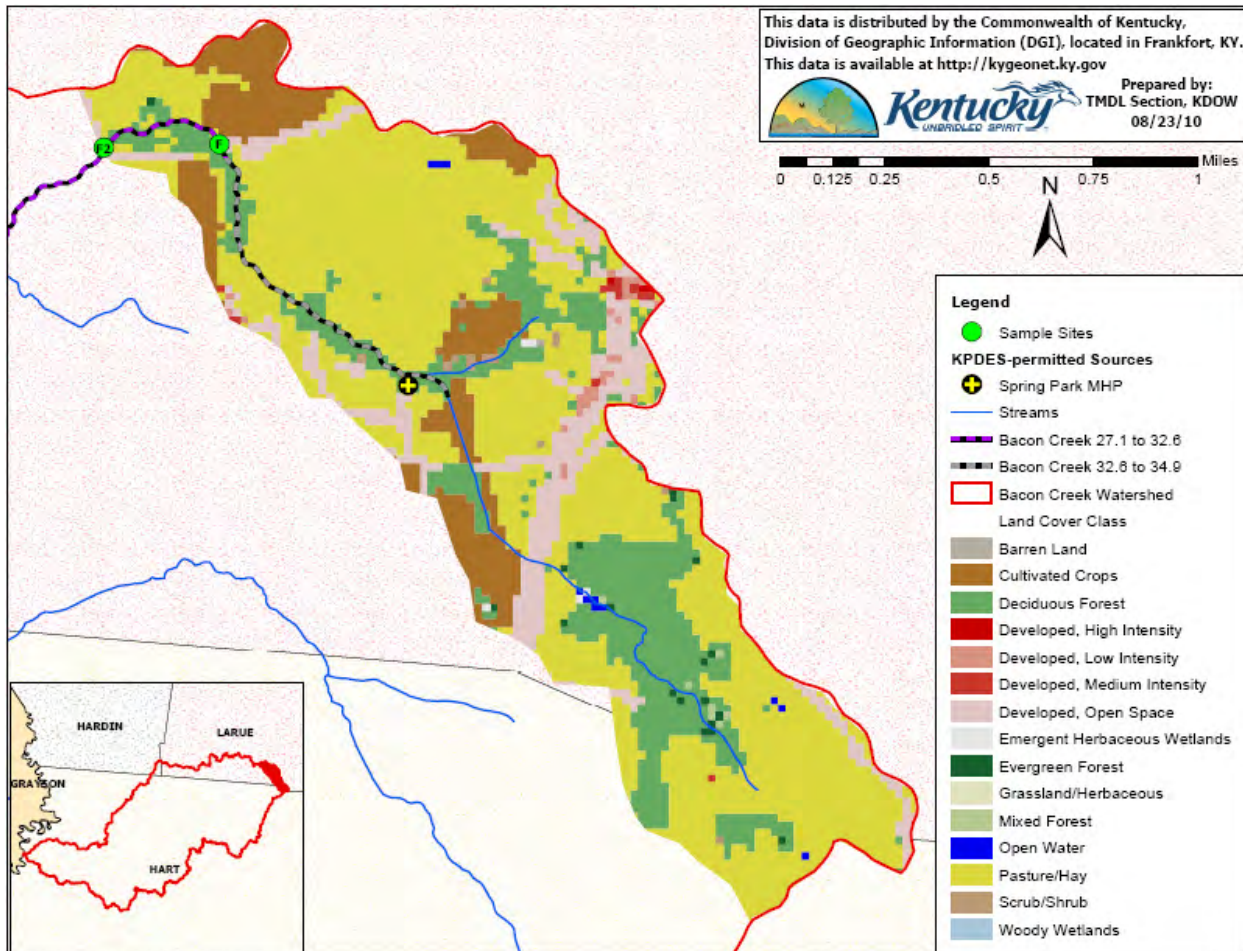 This data is distributed by the Commonwealth of Kentucky,
Division of Geographic Information (DGI), located in Frankfort, KY.
This data is available at http://kygeonet.ky.gov
Kentucky
UNBRIDLED SPIRIT
Prepared by:
TMDL Section, KDOW
08/23/10
Miles
0 0.125 0.25 0.5 0.75 1
N
F2
F
Legend
Sample Sites
KPDES-permitted Sources
Spring Park MHP
Streams
Bacon Creek 27.1 to 32.6
Bacon Creek 32.6 to 34.9
Bacon Creek Watershed
Land Cover Class
Barren Land
Cultivated Crops
Deciduous Forest
Developed, High Intensity
Developed, Low Intensity
Developed, Medium Intensity
Developed, Open Space
Emergent Herbaceous Wetlands
Evergreen Forest
Grassland/Herbaceous
Mixed Forest
Open Water
Pasture/Hay
Scrub/Shrub
Woody Wetlands
HARDIN
LARUE
GRAYSON
HART